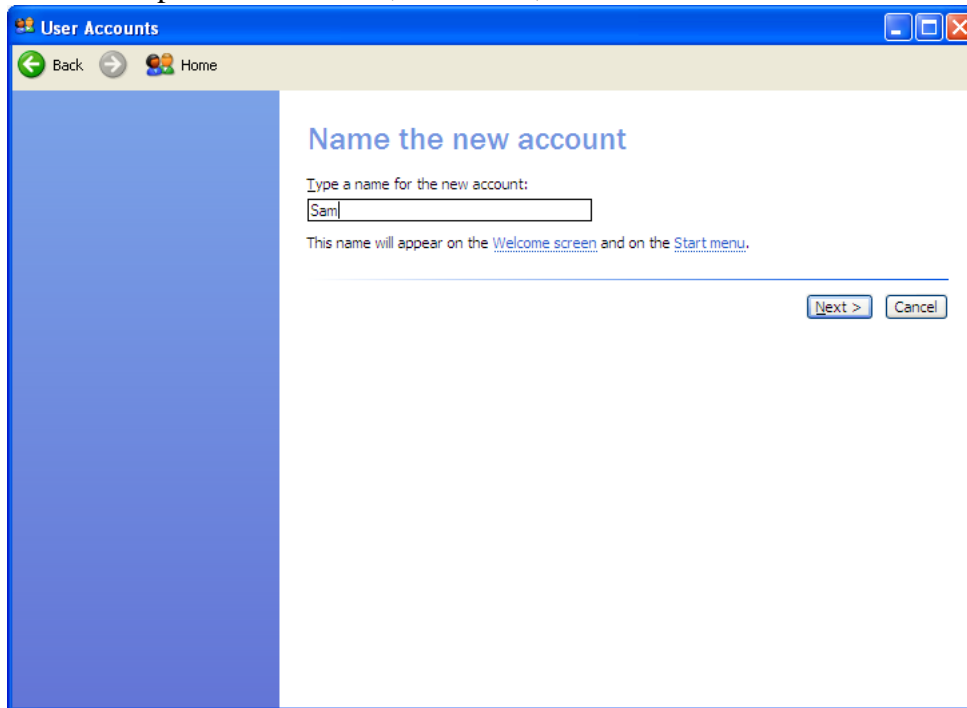 User Accounts
Back Home
Name the new account
Type a name for the new account:
Sam
This name will appear on the Welcome screen and on the Start menu.
Next > Cancel